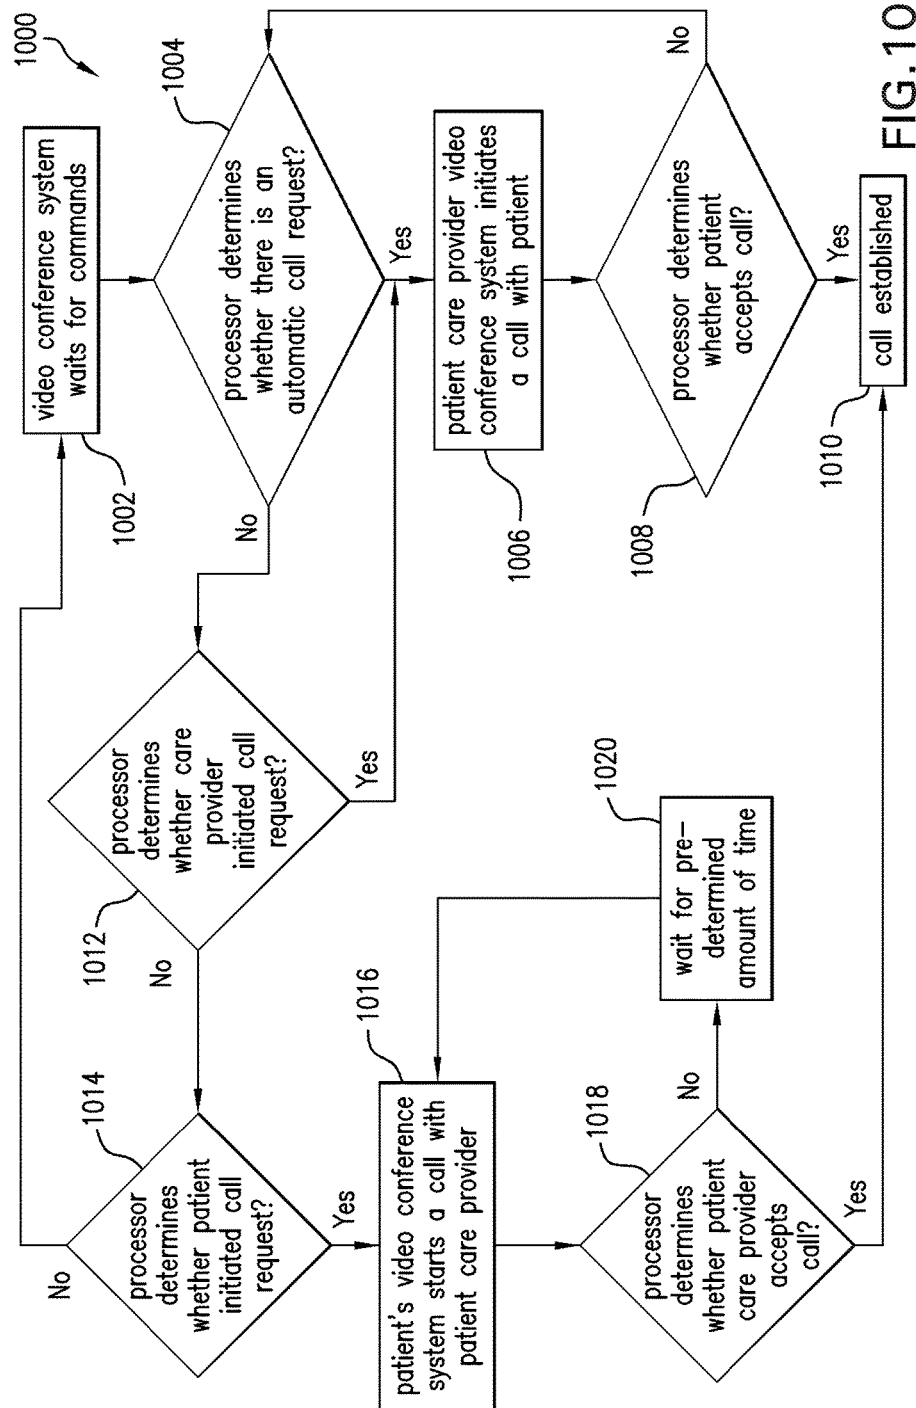 1000
video conference system
waits for commands
1002
processor determines
whether there is an
automatic call request?
1004
No
Yes
patient care provider video
conference system initiates
a call with patient
1006
processor determines
whether patient
accepts call?
1008
No
Yes
call established
1010
processor
determines
whether care
provider
initiated call
request?
1012
Yes
No
processor
determines
whether patient
initiated call
request?
1014
No
Yes
patient's video conference
system starts a call with
patient care provider
1016
processor
determines
whether patient
care provider
accepts
call?
1018
No
Yes
wait for pre–
determined
amount of time
1020
FIG.10